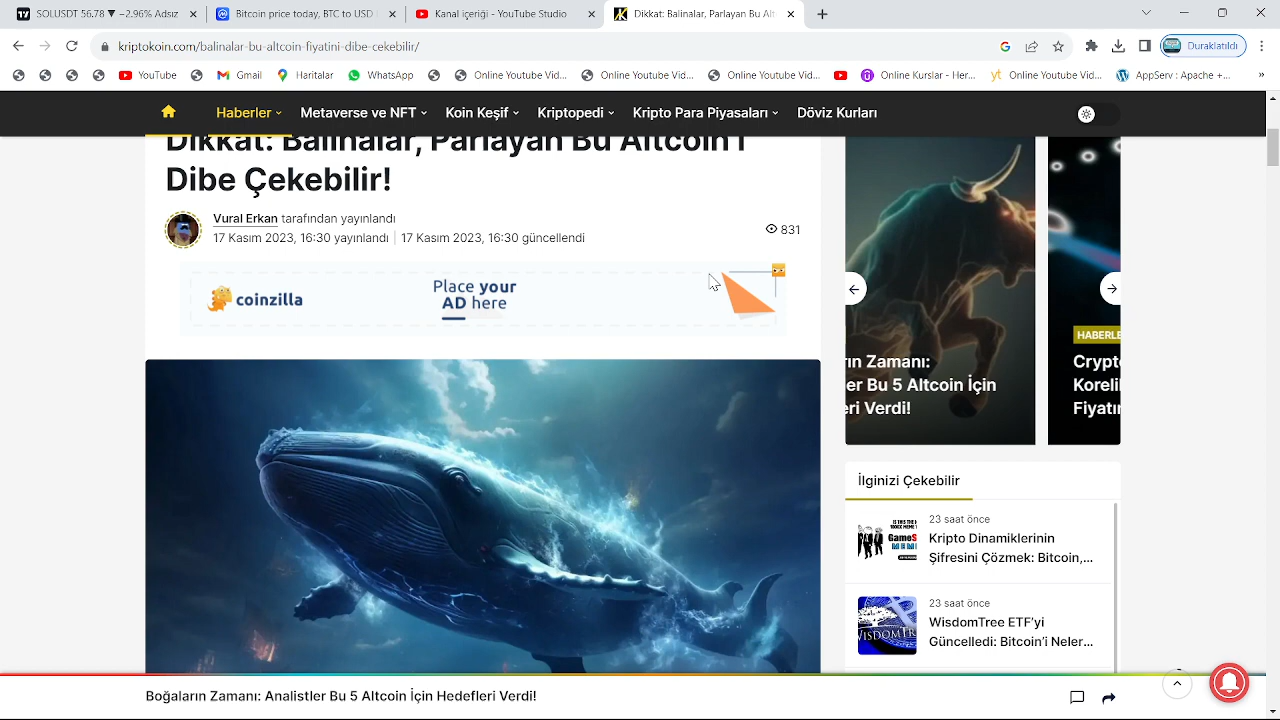 SOLUSDT 56.78 ▼ −2.96% Adsız
Bitcoin price today, BTC to USD
Kanal içeriği - YouTube Studio
Dikkat: Balinalar, Parlayan Bu Alt
kriptokoin.com/balinalar-bu-altcoin-fiyatini-dibe-cekebilir/
Duraklatıldı
YouTube
Gmail
Haritalar
WhatsApp
Online Youtube Vid...
Online Youtube Vid...
Online Youtube Vid...
Online Kurslar - Her...
Online Youtube Vid...
AppServ : Apache +...
Haberler
Metaverse ve NFT
Koin Keşif
Kriptopedi
Kripto Para Piyasaları
Döviz Kurları
Dikkat: Balinalar, Parlayan Bu Altcoin'i
Dibe Çekebilir!
Vural Erkan tarafından yayınlandı
17 Kasım 2023, 16:30 yayınlandı | 17 Kasım 2023, 16:30 güncellendi
831
coinzilla
Place your
AD here
rın Zamanı:
er Bu 5 Altcoin İçin
eri Verdi!
HABERLE
Crypt
Koreli
Fiyatı
İlginizi Çekebilir
23 saat önce
Kripto Dinamiklerinin
Şifresini Çözmek: Bitcoin,...
23 saat önce
WisdomTree ETF'yi
Güncelledi: Bitcoin'i Neler...
Boğaların Zamanı: Analistler Bu 5 Altcoin İçin Hedefleri Verdi!